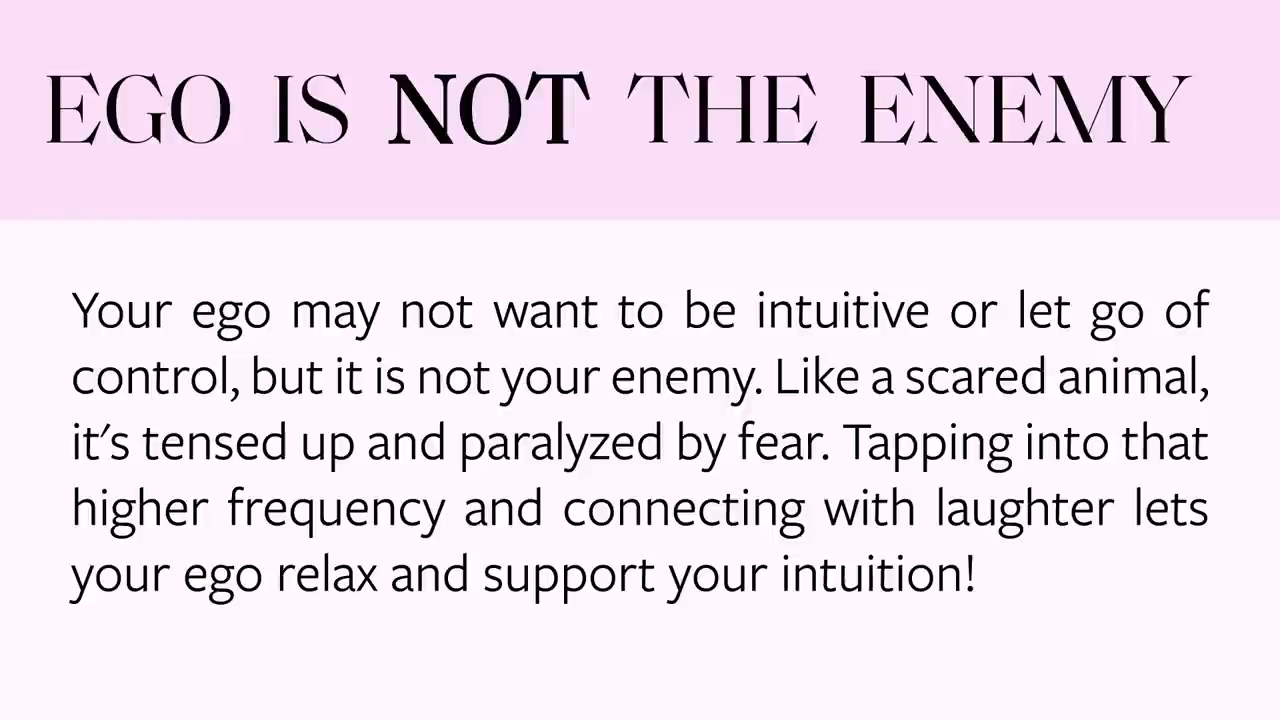 EGO IS NOT THE ENEMY
Your ego may not want to be intuitive or let go of
control, but it is not your enemy. Like a scared animal,
it's tensed up and paralyzed by fear. Tapping into that
higher frequency and connecting with laughter lets
your ego relax and support your intuition!